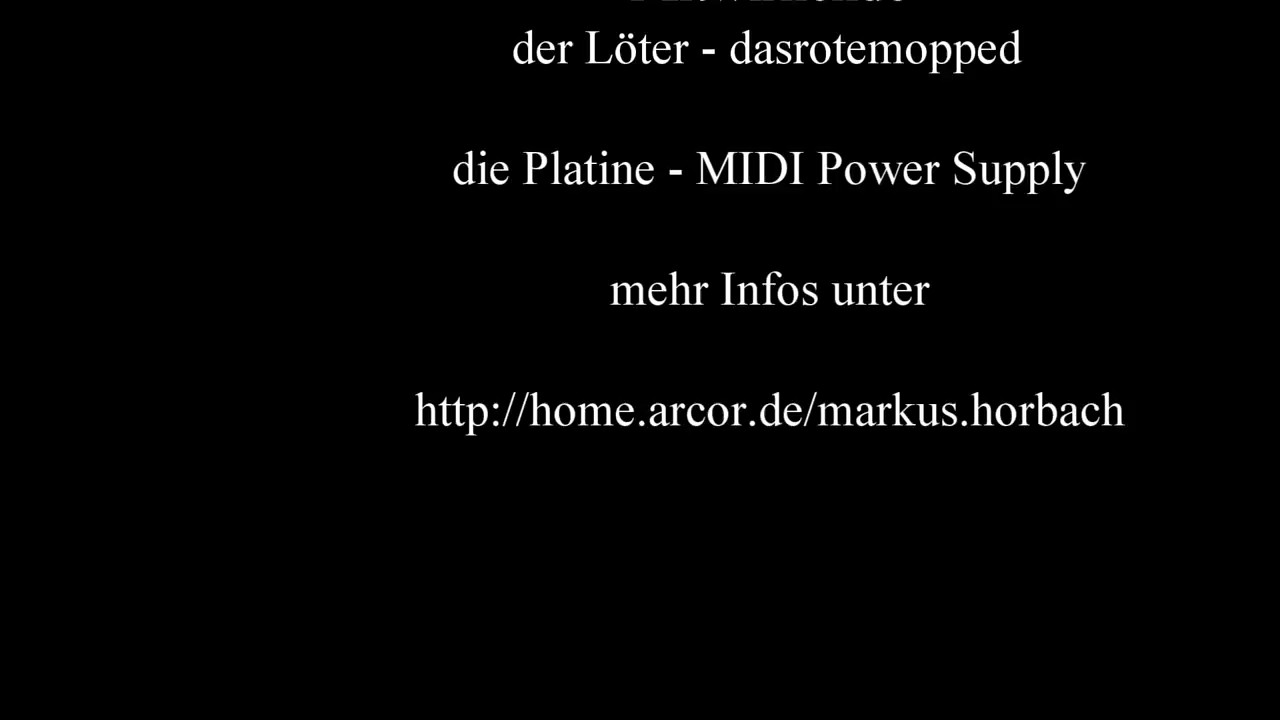 der Löter - dasrotemopped
die Platine - MIDI Power Supply
mehr Infos unter
http://home.arcor.de/markus.horbach